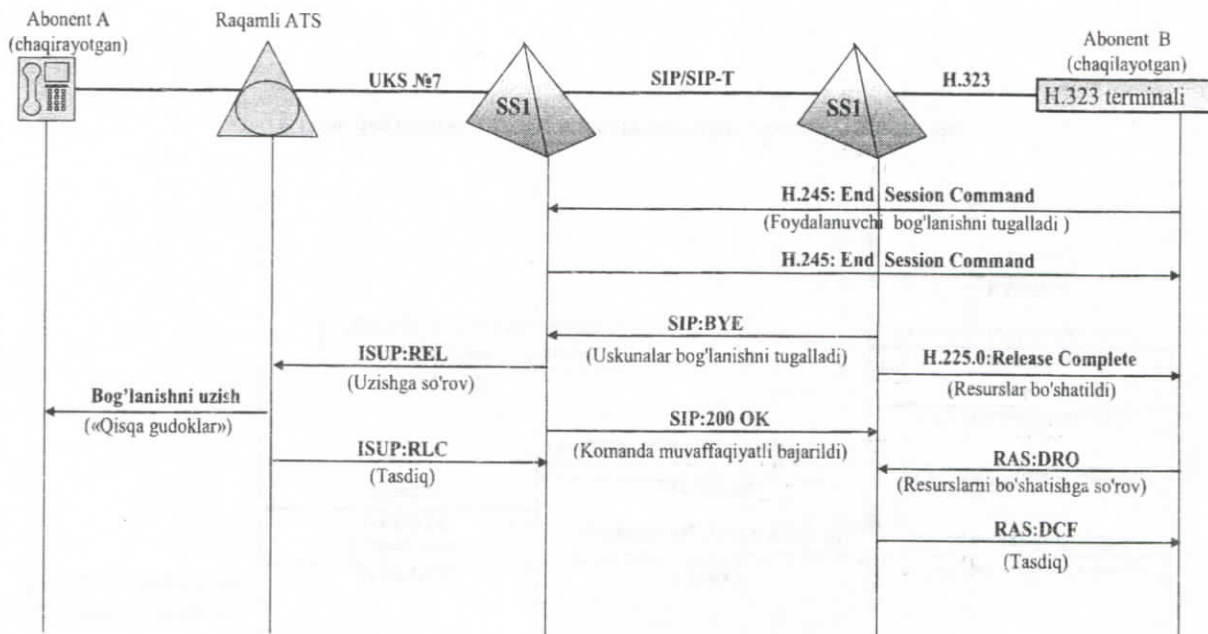 Abonent A
(chaqirayotgan)
Raqamli ATS
Abonent B
(chaqilayotgan)
UKS №7
SS1
SIP/SIP-T
SS1
H.323
H.323 terminali
H.245: End Session Command
(Foydalanuvchi bog'lanishni tugalladi )
H.245: End Session Command
SIP:BYE
(Uskunalar bog'lanishni tugalladi)
ISUP:REL
(Uzishga so'rov)
H.225.0:Release Complete
(Resurslar bo'shatildi)
Bog’lanishni uzish
(«Qisqa gudoklar»)
SIP:200 OK
(Komanda muvaffaqiyatli bajarildi)
ISUP:RLC
(Tasdiq)
RAS:DRO
(Resurslarni bo'shatishga so'rov)
RAS:DCF
(Tasdiq)